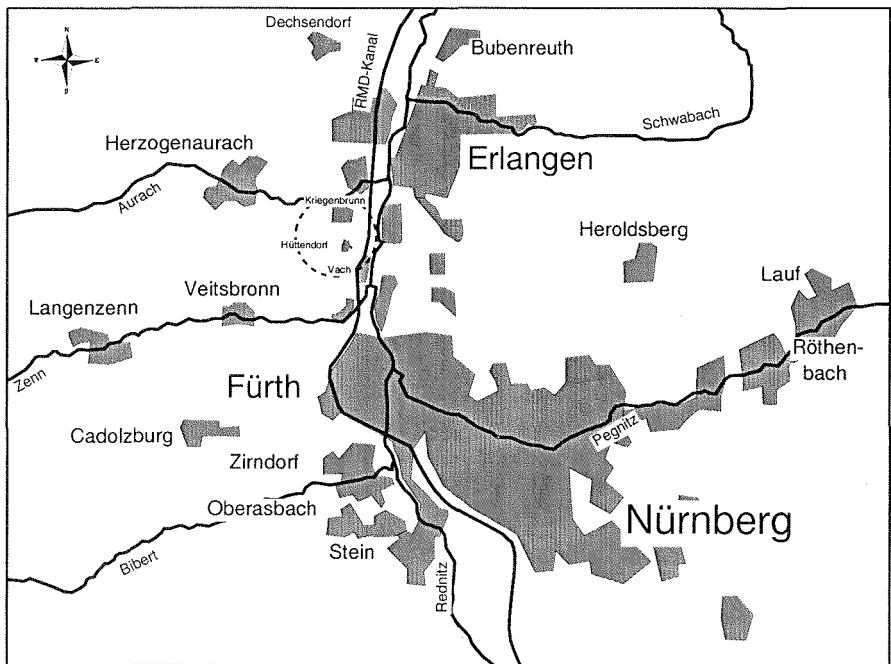 Dechsendorf
Bubenreuth
N
W
E
S
RMD-Kanal
Schwabach
Herzogenaurach
Erlangen
Aurach
Kriegenbrunn
Hüttendorf
Heroldsberg
Vach
Lauf
Veitsbronn
Langenzenn
Röthen-
bach
Zenn
Fürth
Cadolzburg
Pegnitz
Zirndorf
Oberasbach
Nürnberg
Stein
Bibert
Rednitz